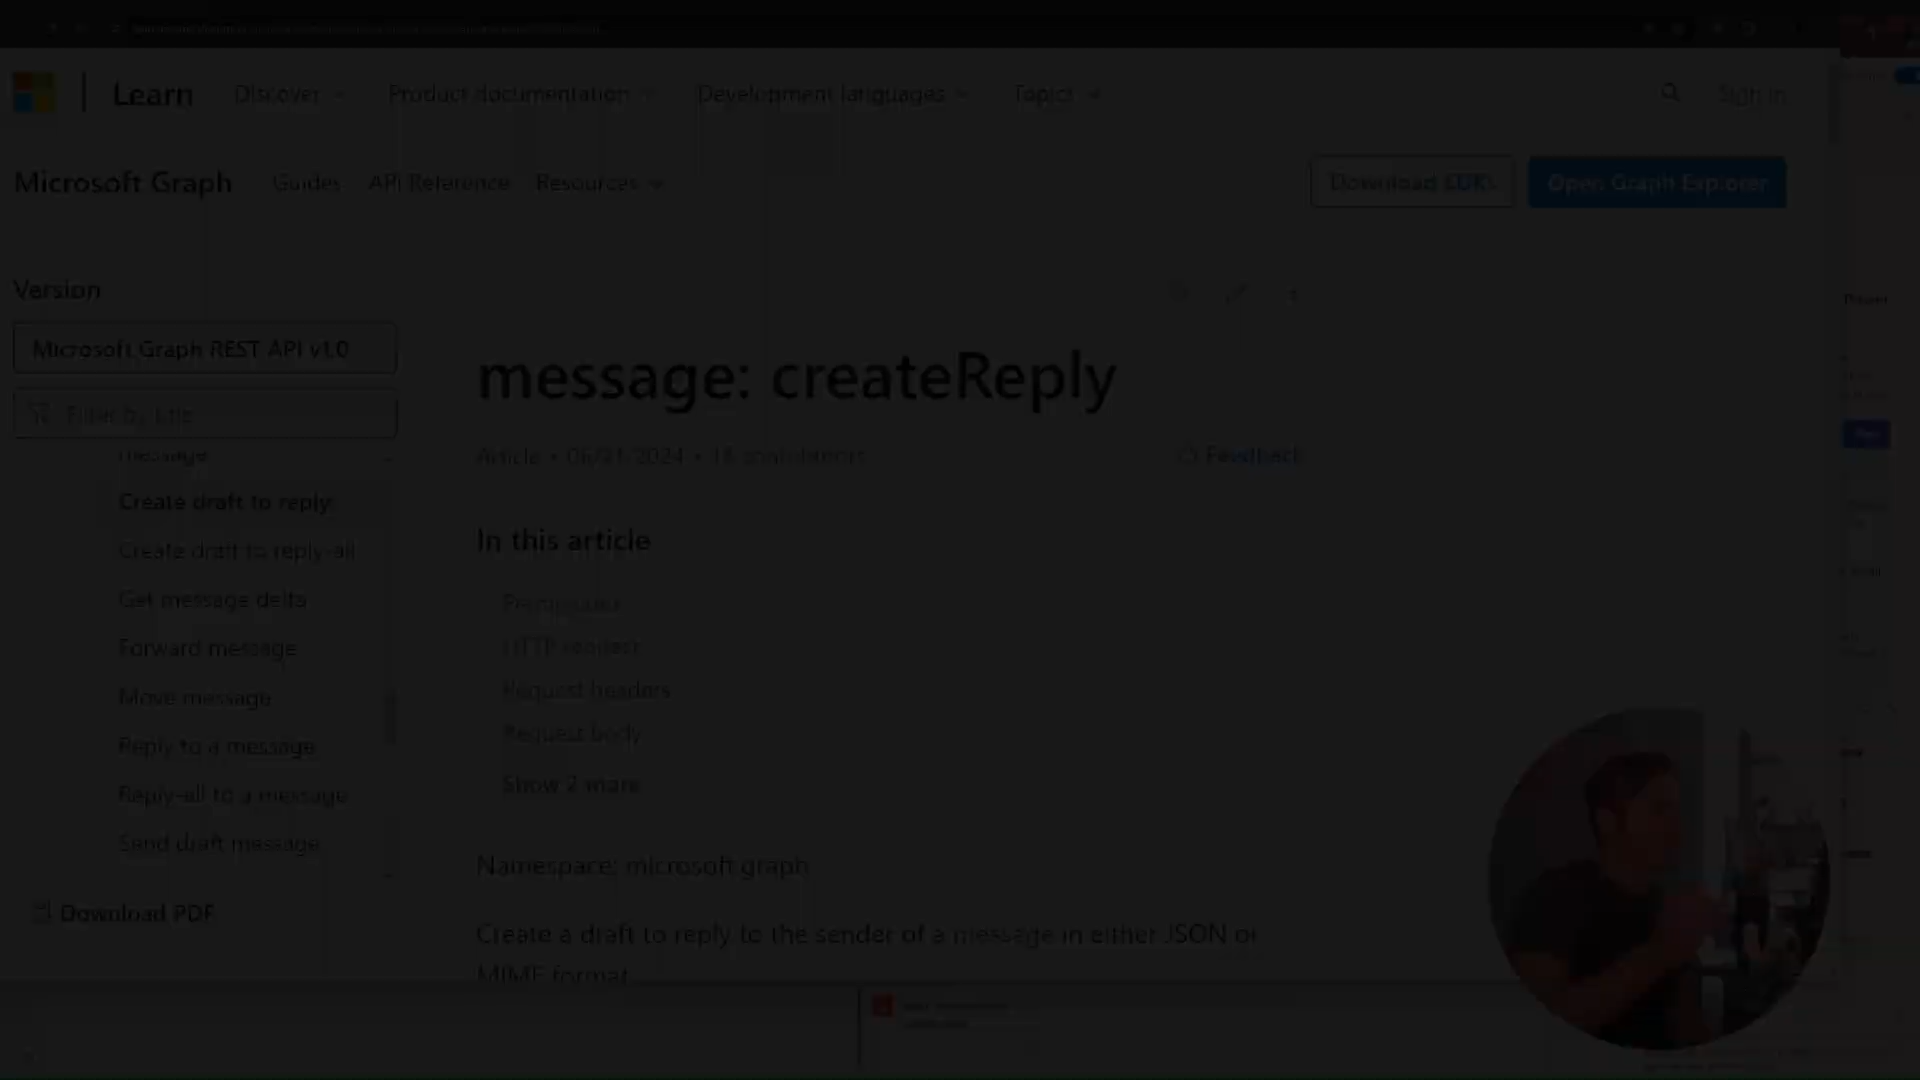 Learn Discover Product documentation Development languages Topics Sign in
Microsoft Graph Guides API Reference Resources Download SDKs Open Graph Explorer
Version
Microsoft Graph REST API v1.0
Filter by title
message
Create draft to reply
Create draft to reply-all
Get message delta
Forward message
Move message
Reply to a message
Reply-all to a message
Send draft message
Download PDF
message: createReply
Article • 06/21/2024 • contributors
Feedback
In this article
Permissions
HTTP request
Request headers
Request body
Show 2 more
Namespace: microsoft.graph
Create a draft to reply to the sender of a message in either JSON or
MIME format